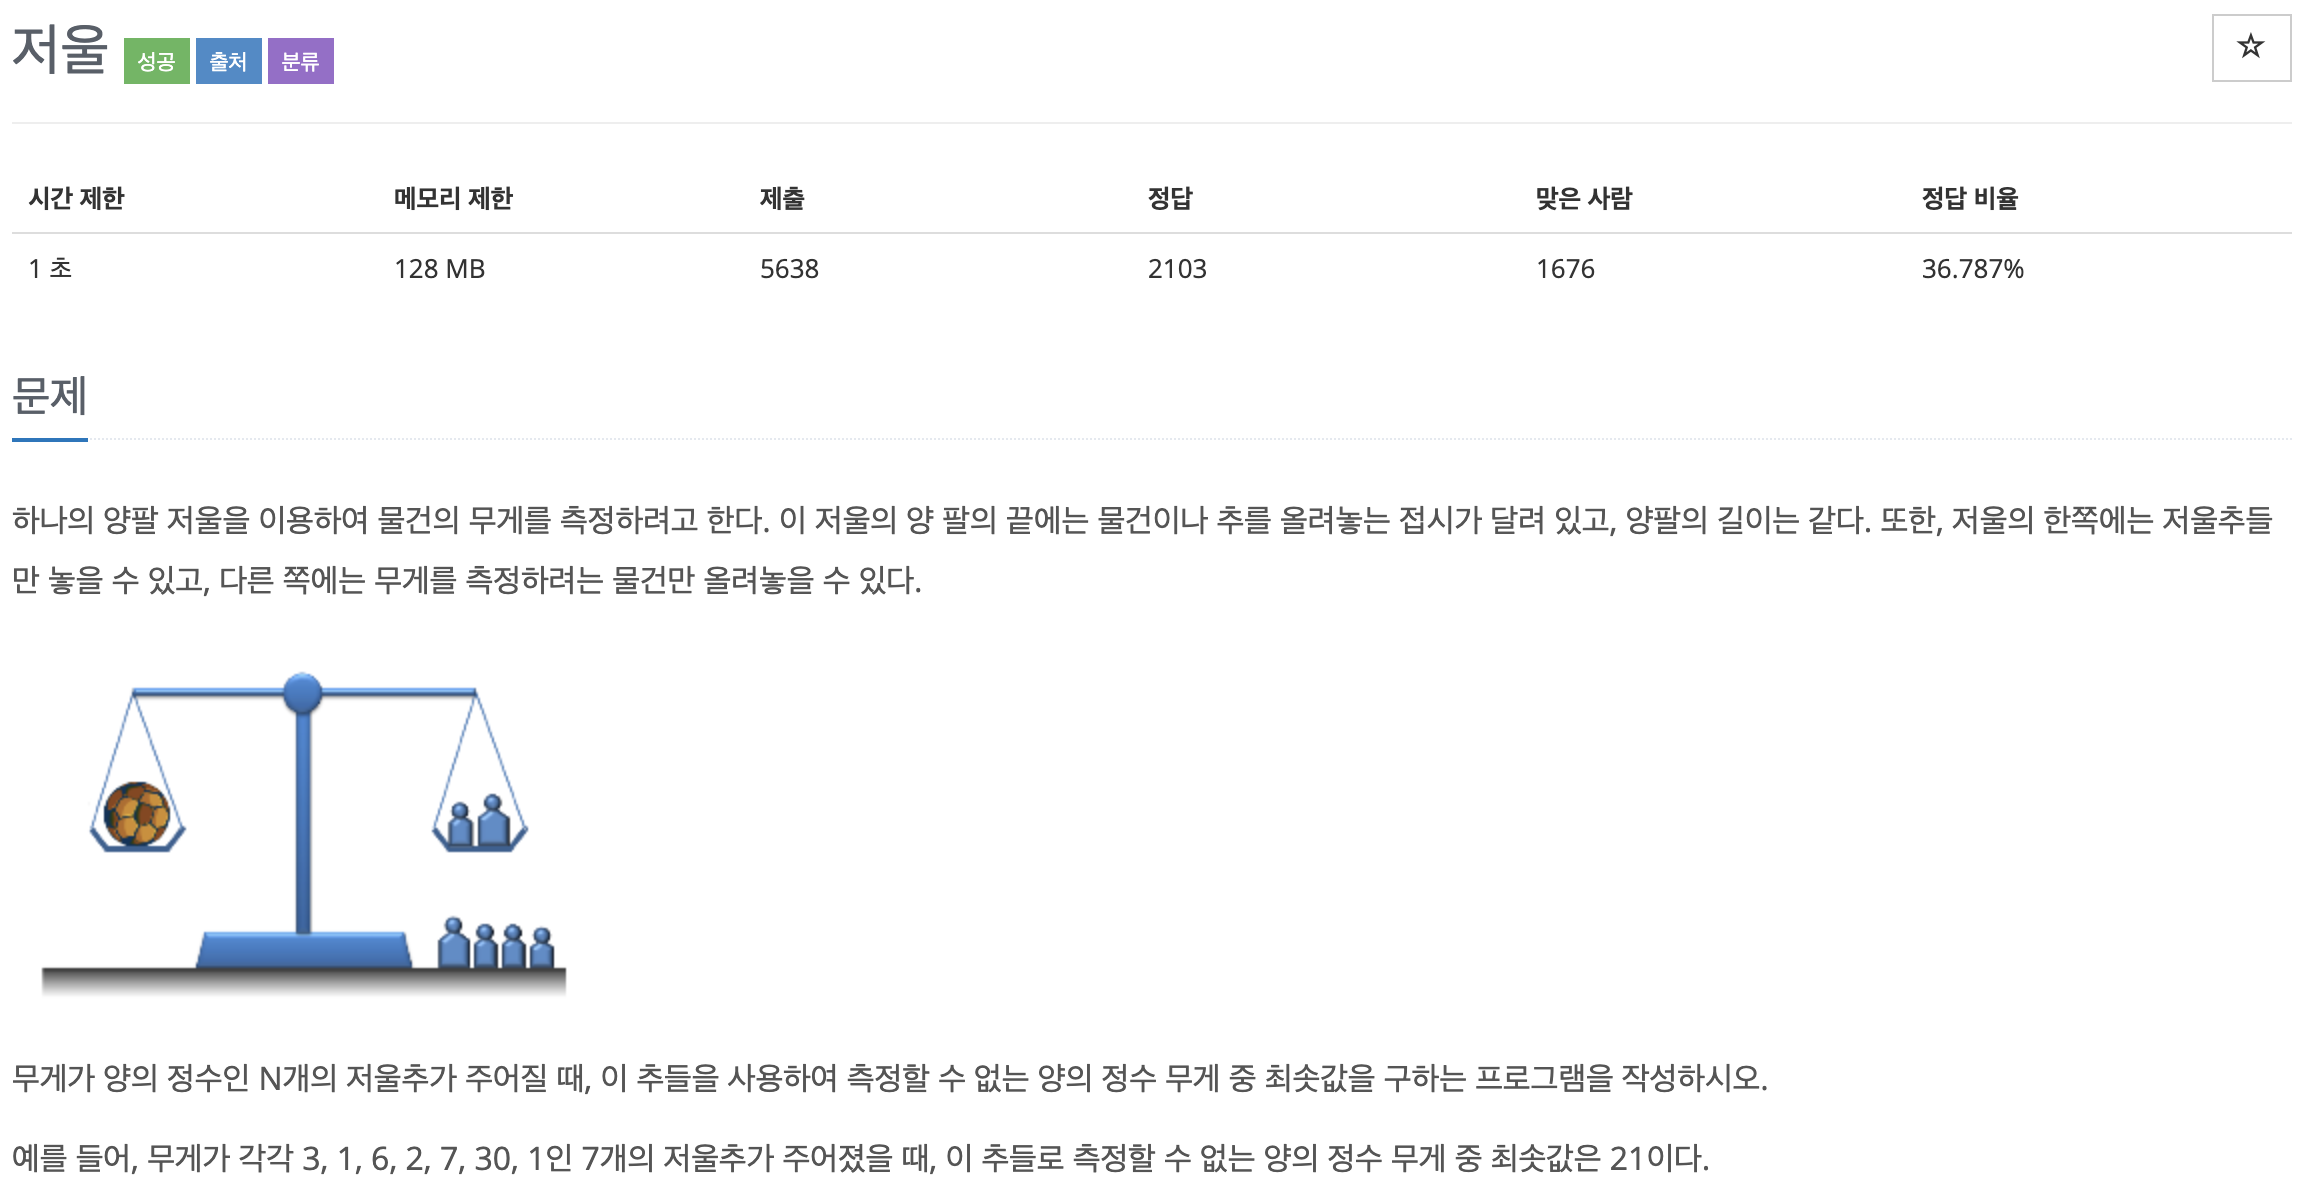 저울 성공 출처 분류
시간 제한 메모리 제한 제출 정답 맞은 사람 정답 비율
1 초 128 MB 5638 2103 1676 36.787%
문제
하나의 양팔 저울을 이용하여 물건의 무게를 측정하려고 한다. 이 저울의 양 팔의 끝에는 물건이나 추를 올려놓는 접시가 달려 있고, 양팔의 길이는 같다. 또한, 저울의 한쪽에는 저울추들
만 놓을 수 있고, 다른 쪽에는 무게를 측정하려는 물건만 올려놓을 수 있다.
무게가 양의 정수인 N개의 저울추가 주어질 때, 이 추들을 사용하여 측정할 수 없는 양의 정수 무게 중 최솟값을 구하는 프로그램을 작성하시오.
예를 들어, 무게가 각각 3, 1, 6, 2, 7, 30, 1인 7개의 저울추가 주어졌을 때, 이 추들로 측정할 수 없는 양의 정수 무게 중 최솟값은 21이다.